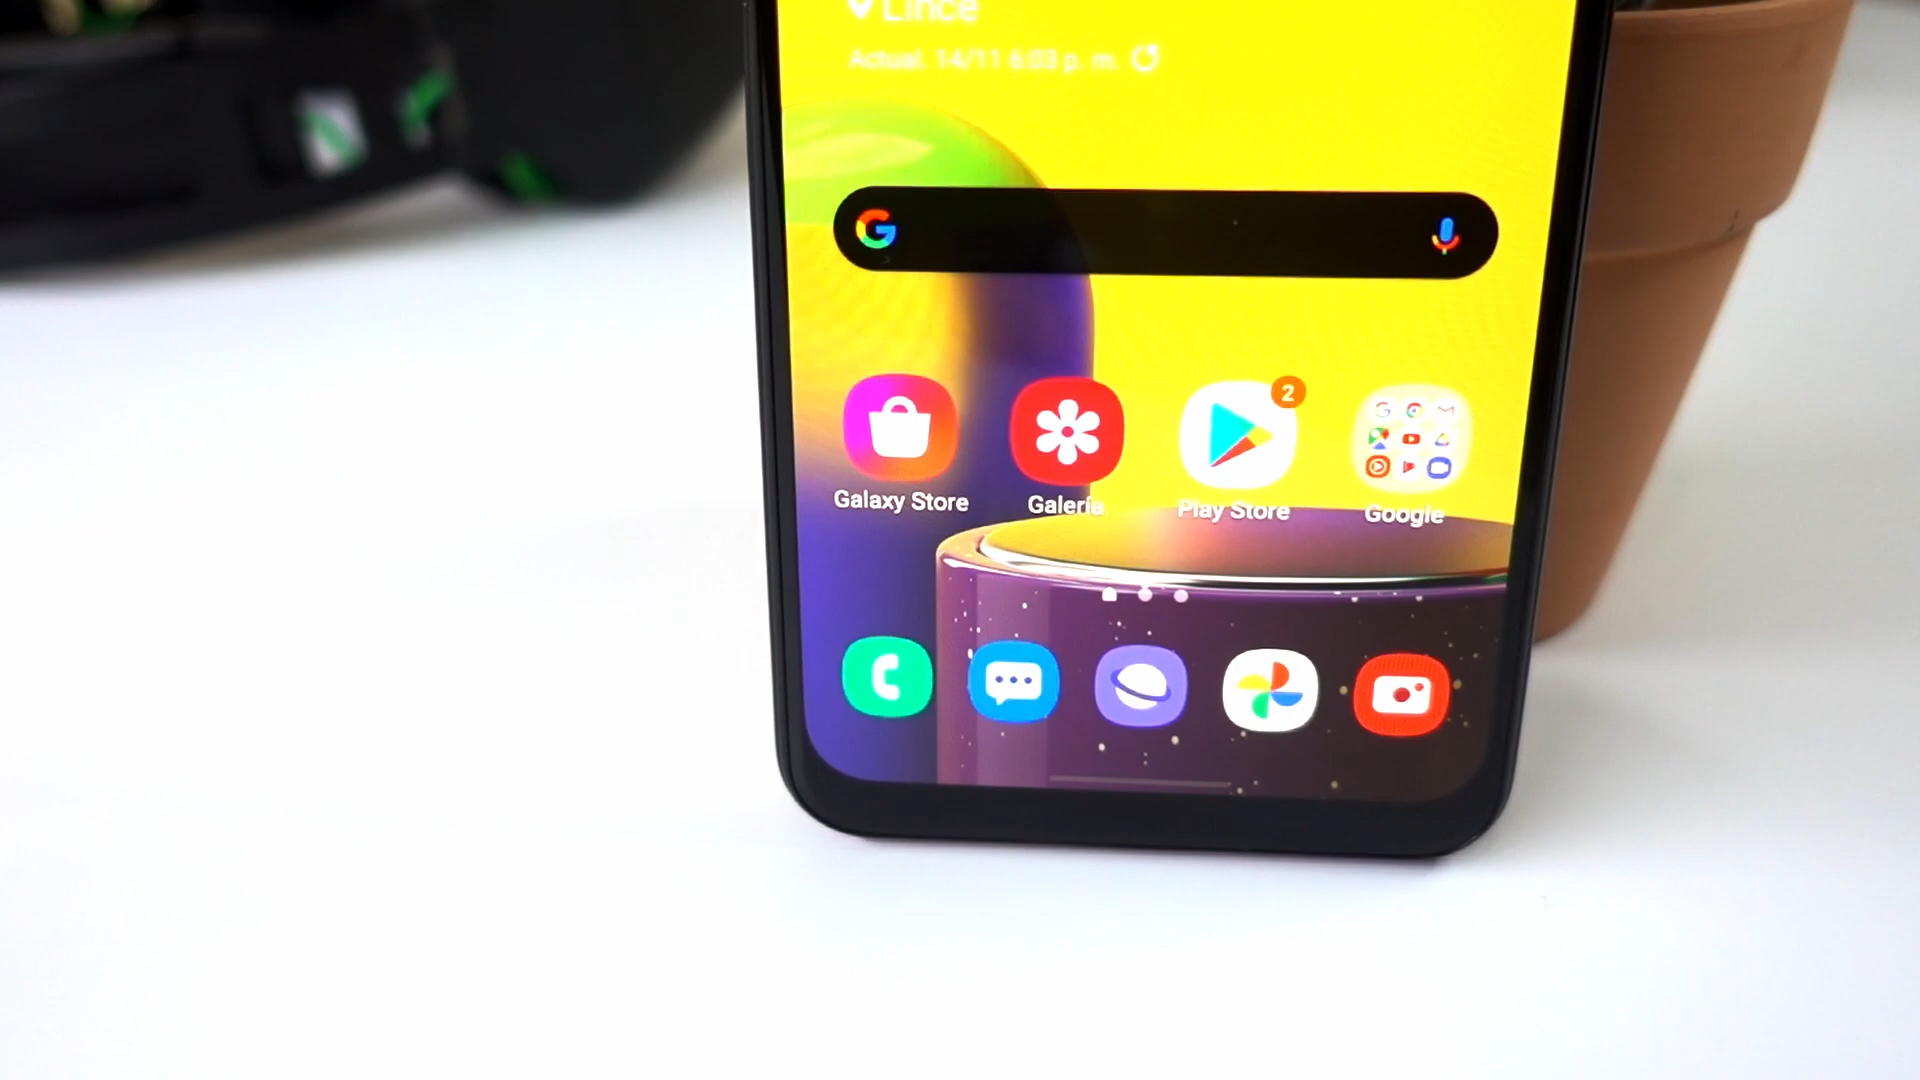 Lince
Actual. 14/11 6:03 p. m.
G
2
Galaxy Store
Galería
Play Store
Google